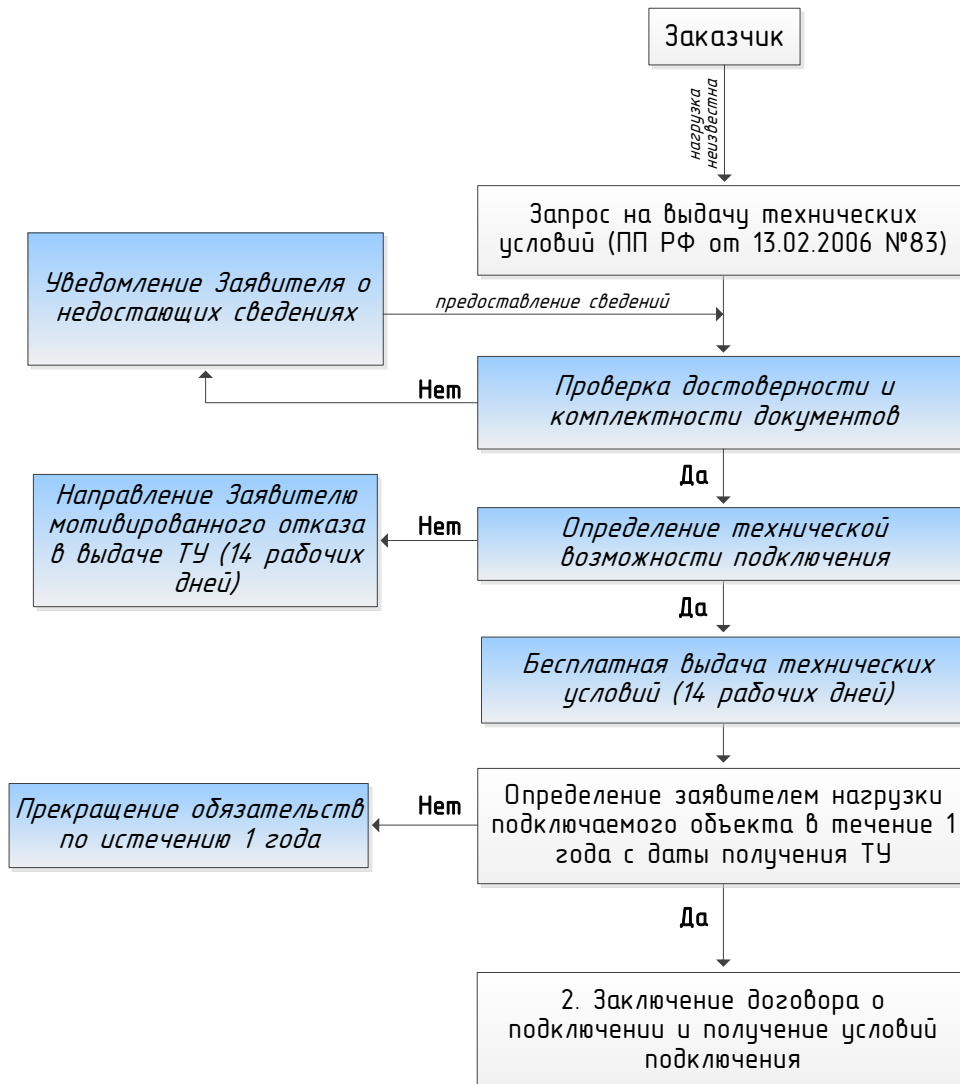 Заказчик
нагрузка
неизвестна
Запрос на выдачу технических
условий (ПП РФ от 13.02.2006 №83)
Уведомление Заявителя о
недостающих сведениях
предоставление сведений
Нет
Проверка достоверности и
комплектности документов
Да
Направление Заявителю
мотивированного отказа
в выдаче ТУ (14 рабочих
дней)
Нет
Определение технической
возможности подключения
Да
Бесплатная выдача технических
условий (14 рабочих дней)
Прекращение обязательств
по истечению 1 года
Нет
Определение заявителем нагрузки
подключаемого объекта в течение 1
года с даты получения ТУ
Да
2. Заключение договора о
подключении и получение условий
подключения